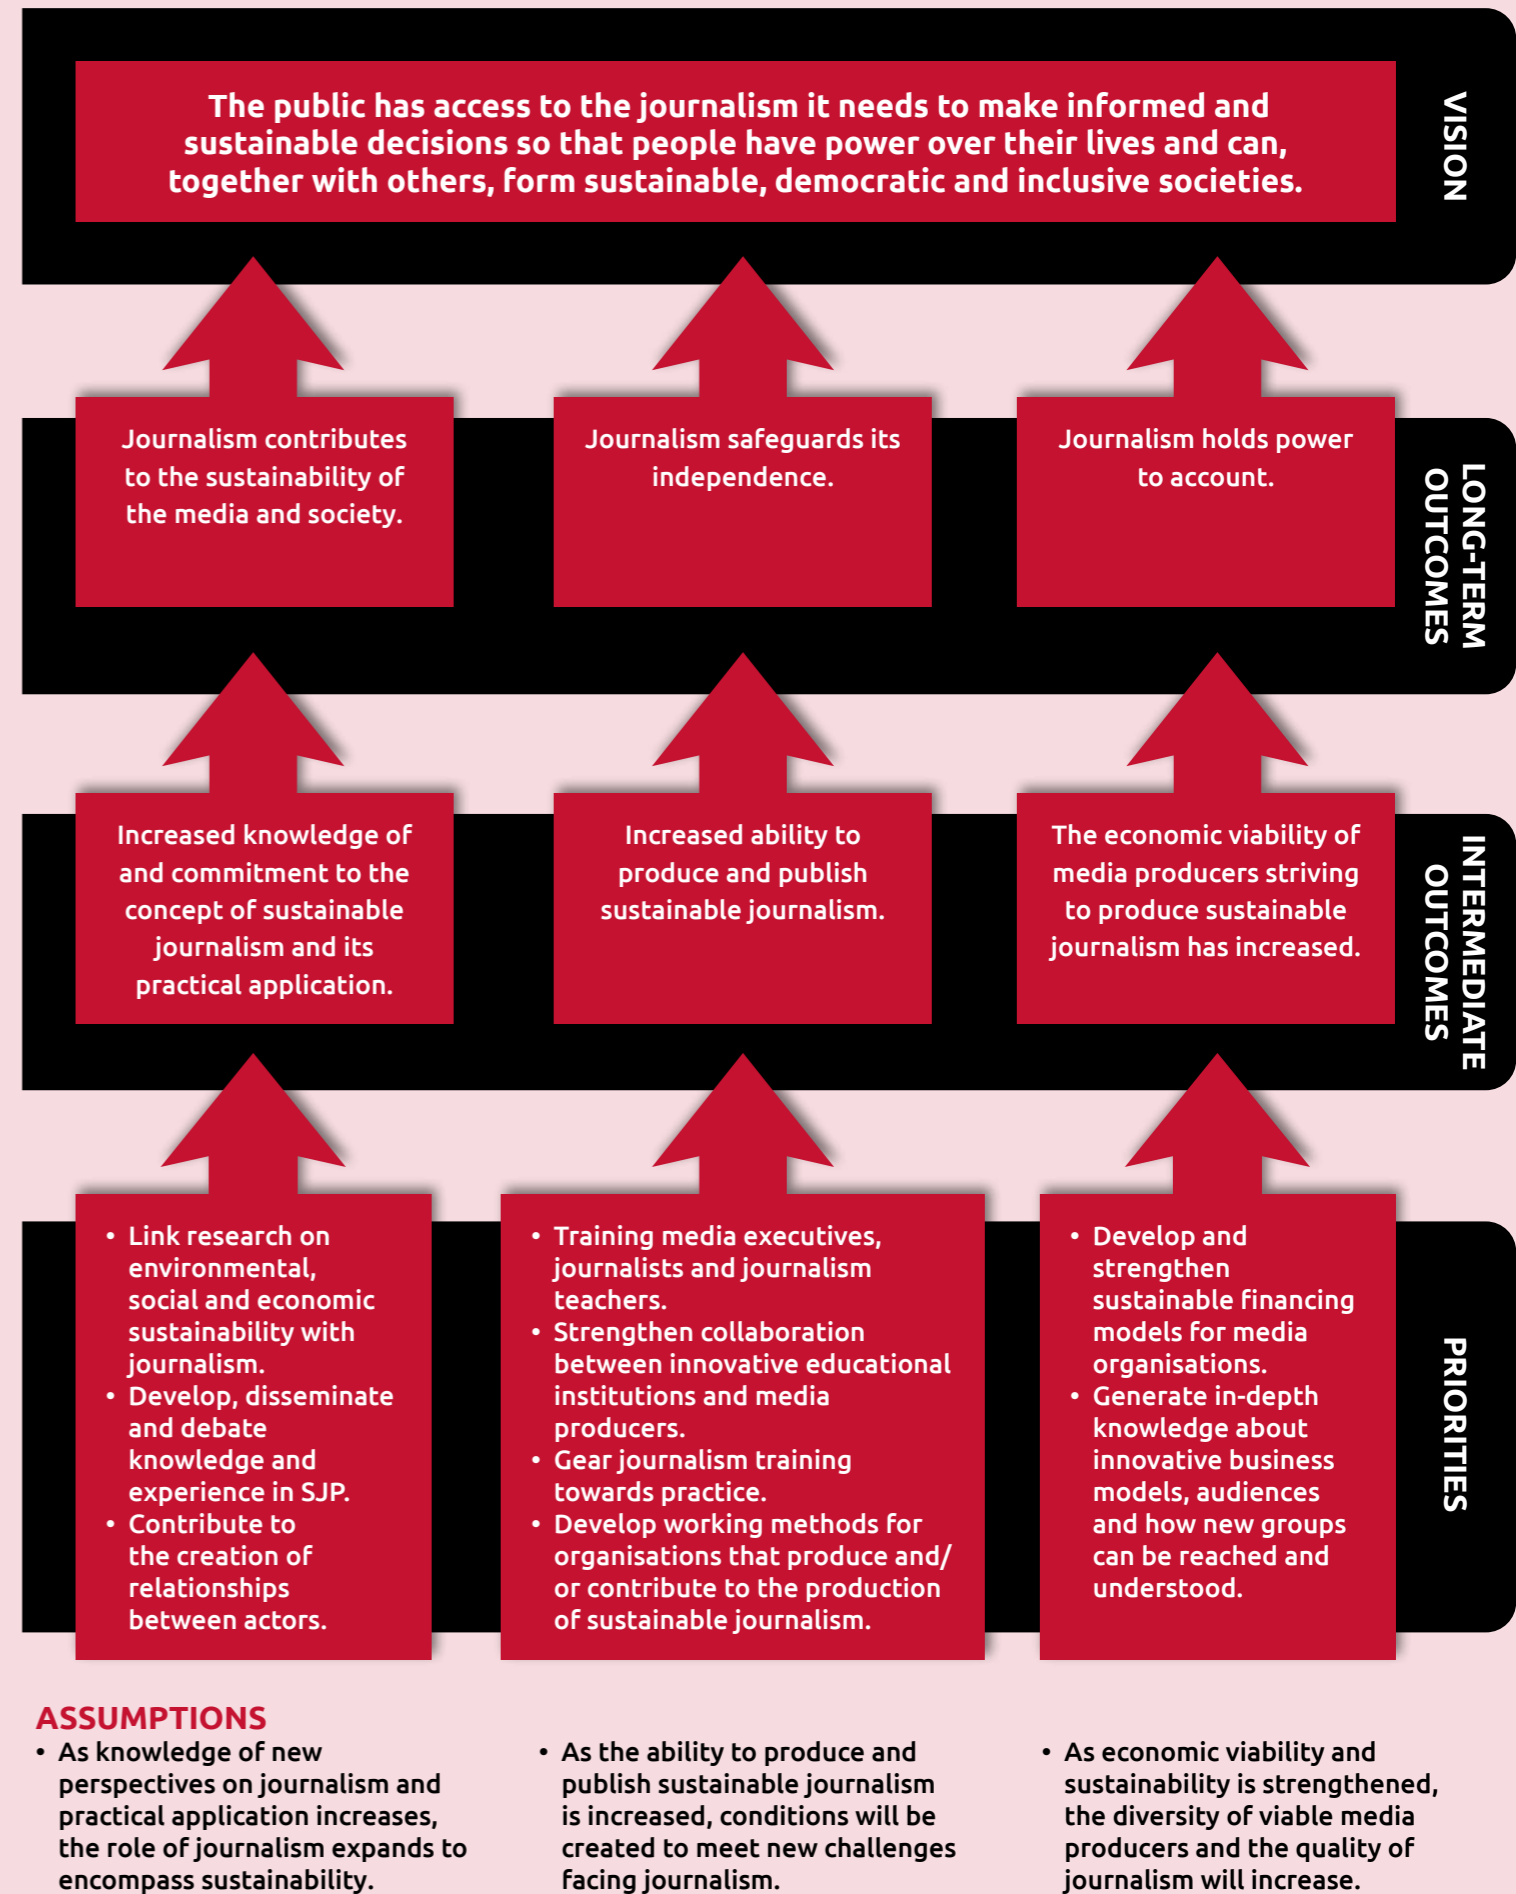 The public has access to the journalism it needs to make informed and
sustainable decisions so that people have power over their lives and can,
together with others, form sustainable, democratic and inclusive societies.
VISION
Journalism contributes
to the sustainability of
the media and society.
Journalism safeguards its
independence.
Journalism holds power
to account.
LONG-TERM
OUTCOMES
Increased knowledge of
and commitment to the
concept of sustainable
journalism and its
practical application.
Increased ability to
produce and publish
sustainable journalism.
The economic viability of
media producers striving
to produce sustainable
journalism has increased.
INTERMEDIATE
OUTCOMES
• Link research on
environmental,
social and economic
sustainability with
journalism.
• Develop, disseminate
and debate
knowledge and
experience in SJP.
• Contribute to
the creation of
relationships
between actors.
• Training media executives,
journalists and journalism
teachers.
• Strengthen collaboration
between innovative educational
institutions and media
producers.
• Gear journalism training
towards practice.
• Develop working methods for
organisations that produce and/
or contribute to the production
of sustainable journalism.
• Develop and
strengthen
sustainable financing
models for media
organisations.
• Generate in-depth
knowledge about
innovative business
models, audiences
and how new groups
can be reached and
understood.
PRIORITIES
ASSUMPTIONS
• As knowledge of new
perspectives on journalism and
practical application increases,
the role of journalism expands to
encompass sustainability.
• As the ability to produce and
publish sustainable journalism
is increased, conditions will be
created to meet new challenges
facing journalism.
• As economic viability and
sustainability is strengthened,
the diversity of viable media
producers and the quality of
journalism will increase.